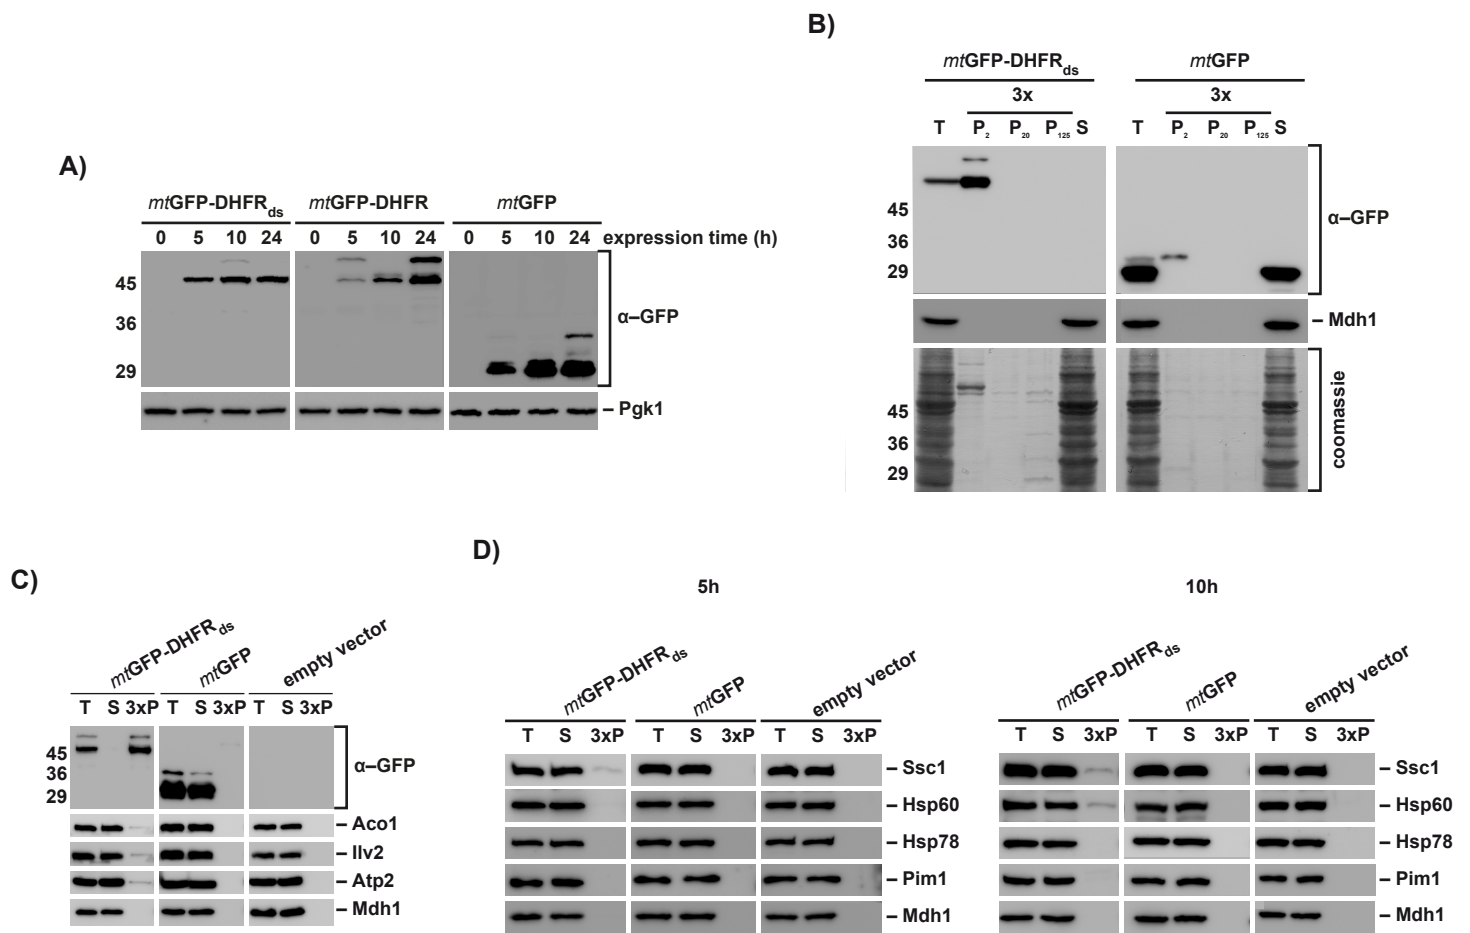 A)
mtGFP-DHFRds mtGFP-DHFR mtGFP
0 5 10 24 0 5 10 24 0 5 10 24 expression time (h)
45
36
29
α–GFP
– Pgk1
B)
mtGFP-DHFRds mtGFP
3x 3x
T P2 P20 P125 S T P2 P20 P125 S
45
36
29
α–GFP
– Mdh1
45
36
29
coomassie
C)
mtGFP-DHFRds mtGFP empty vector
T S 3xP T S 3xP T S 3xP
45
36
29
α–GFP
– Aco1
– Ilv2
– Atp2
– Mdh1
D)
5h
mtGFP-DHFRds mtGFP empty vector
T S 3xP T S 3xP T S 3xP
– Ssc1
– Hsp60
– Hsp78
– Pim1
– Mdh1
10h
mtGFP-DHFRds mtGFP empty vector
T S 3xP T S 3xP T S 3xP
– Ssc1
– Hsp60
– Hsp78
– Pim1
– Mdh1